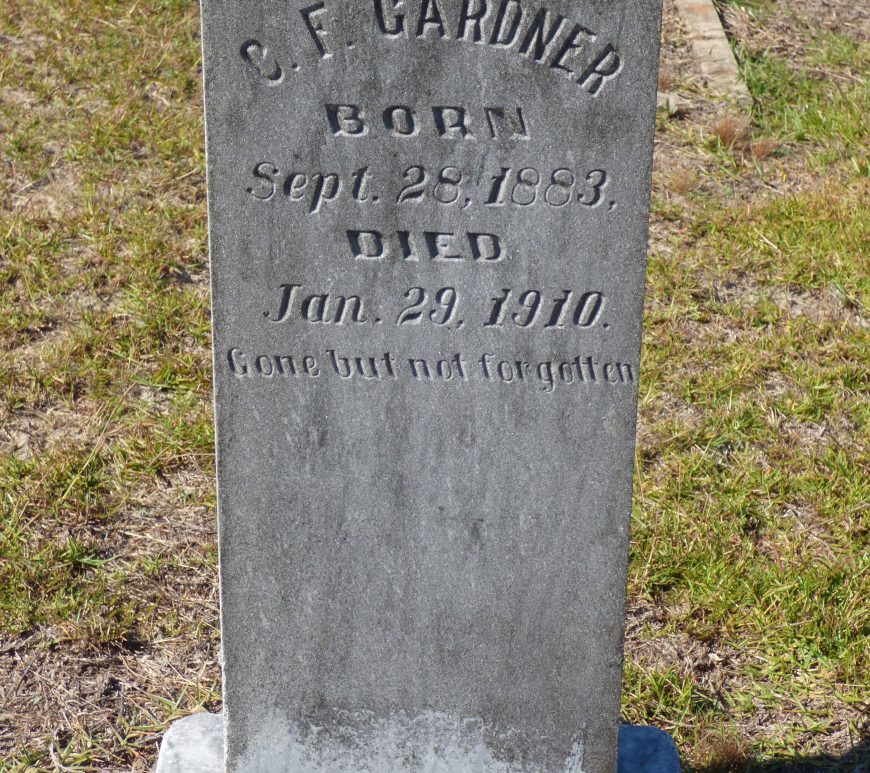 C. F. GARDNER
BORN
Sept. 28, 1883,
DIED
Jan. 29, 1910.
Gone but not forgotten